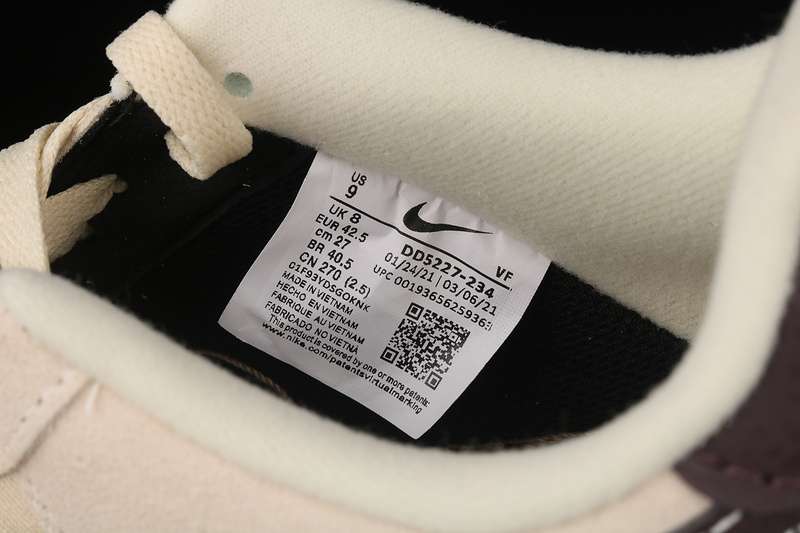 US
9
UK 8
EUR 42.5
cm 27
BR 40.5
CN 270 (2.5)
01F93VDSGOKNK
MADE IN VIETNAM
HECHO EN VIETNAM
FABRIQUE AU VIETNAM
FABRICADO NO VIETNA
This product is covered by one or more patents:
www.nike.com/patentsvirtualmarking
VF
DD5227-234
01/24/21 | 03/06/21
UPC 00193656259363